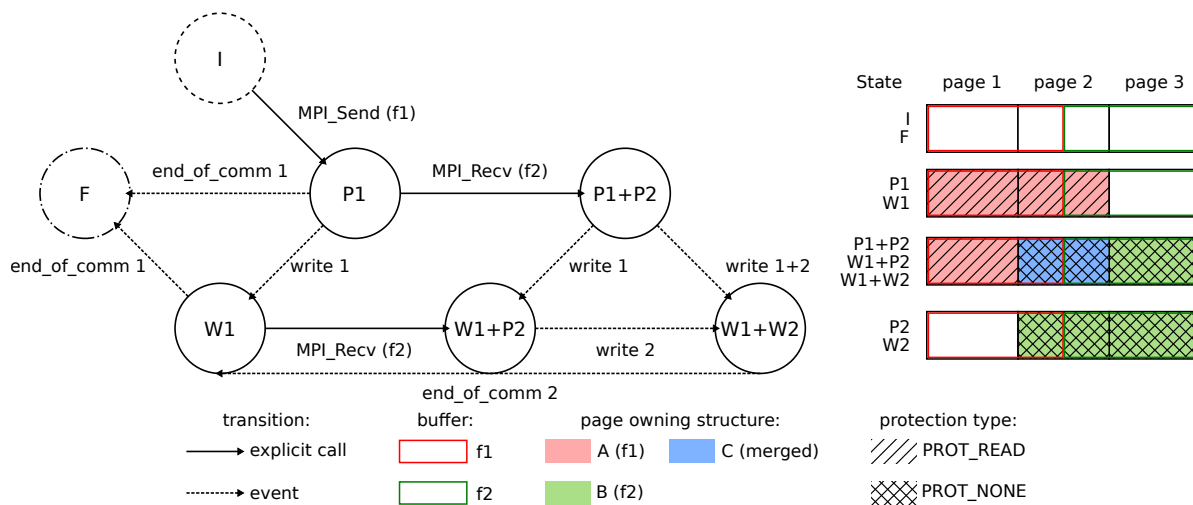 I
MPI_Send (f1)
end_of_comm 1
MPI_Recv (f2)
F
P1
P1+P2
end_of_comm 1
write 1
write 1
write 1+2
W1
W1+P2
W1+W2
MPI_Recv (f2)
write 2
end_of_comm 2
State page 1 page 2 page 3
I
F
P1
W1
P1+P2
W1+P2
W1+W2
P2
W2
transition: buffer: page owning structure: protection type:
explicit call f1 A (f1) C (merged) PROT_READ
event f2 B (f2) PROT_NONE